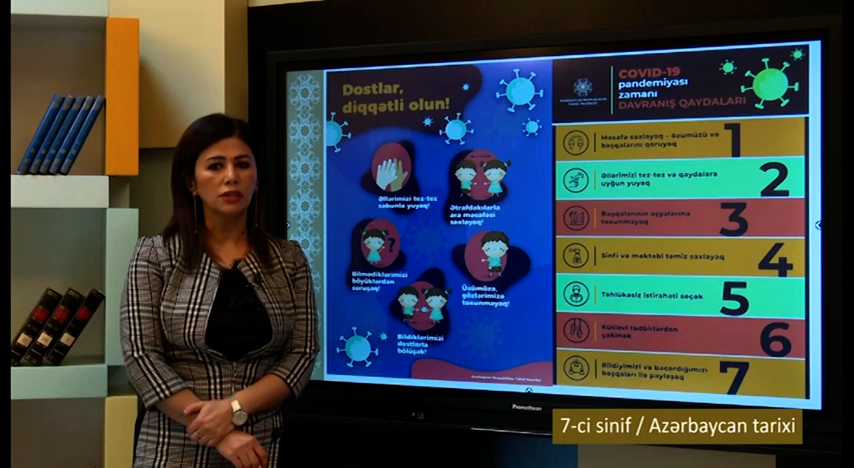 Dostlar,
diqqətli olun!
Əllərimizi tez-tez
sabunla yuyaq!
Ətrafdakılarla
ara məsafəsi
saxlayaq!
Bilmədiklərimizi
böyüklərdən
soruşaq!
Üzümüzə,
gözlərimizə
toxunmayaq!
Bildiklərimizi
dostlarla
bölüşək!
COVID-19
pandemiyası
zamanı
DAVRANIŞ QAYDALARI
Məsafə saxlayaq - özümüzü və
başqalarını qoruyaq
1
Əllərimizi tez-tez və qaydalara
uyğun yuyaq
2
Başqalarının əşyalarına
toxunmayaq
3
Sinfi və məktəbi təmiz saxlayaq
4
Təhlükəsiz istirahəti seçək
5
Kütləvi tədbirlərdən
çəkinək
6
Bildiyimizi və bacardığımızı
başqaları ilə paylaşaq
7
Promethean
7-ci sinif / Azərbaycan tarixi